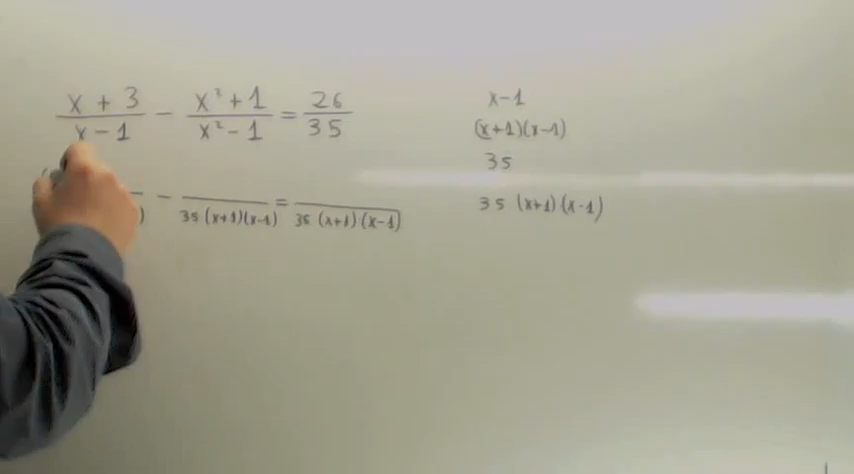 x + 3 / x - 1 - x² + 1 / x² - 1 = 26 / 35
) - / 35 (x+1)(x-1) = / 35 (x+1)(x-1)
x-1
(x+1)(x-1)
35
35 (x+1)(x-1)